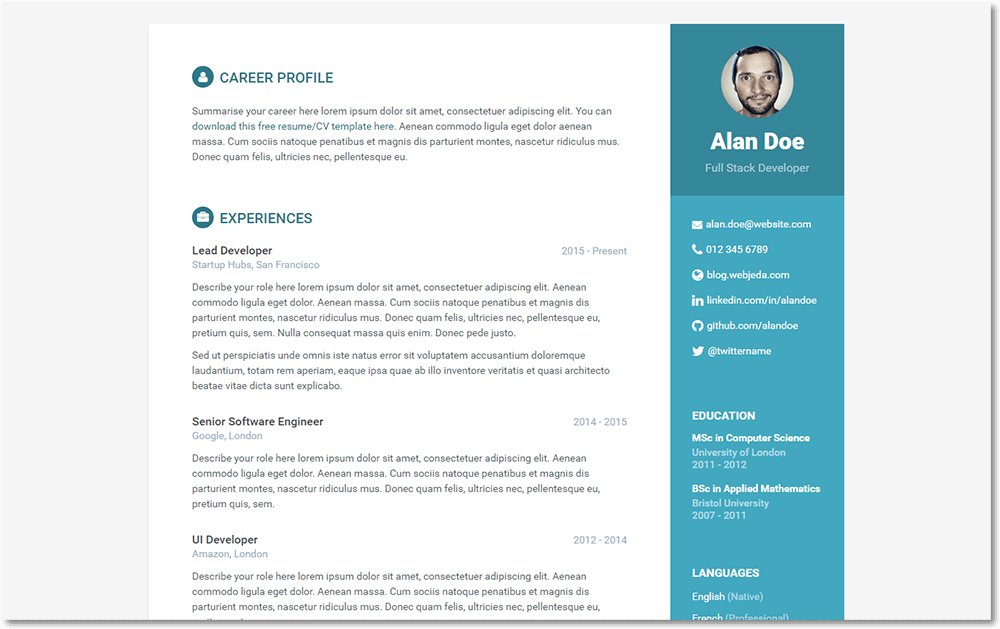 CAREER PROFILE
Summarise your career here lorem ipsum dolor sit amet, consectetuer adipiscing elit. You can
download this free resume/CV template here. Aenean commodo ligula eget dolor aenean
massa. Cum sociis natoque penatibus et magnis dis parturient montes, nascetur ridiculus mus.
Donec quam felis, ultricies nec, pellentesque eu.
EXPERIENCES
Lead Developer
2015 - Present
Startup Hubs, San Francisco
Describe your role here lorem ipsum dolor sit amet, consectetuer adipiscing elit. Aenean
commodo ligula eget dolor. Aenean massa. Cum sociis natoque penatibus et magnis dis
parturient montes, nascetur ridiculus mus. Donec quam felis, ultricies nec, pellentesque eu,
pretium quis, sem. Nulla consequat massa quis enim. Donec pede justo.
Sed ut perspiciatis unde omnis iste natus error sit voluptatem accusantium doloremque
laudantium, totam rem aperiam, eaque ipsa quae ab illo inventore veritatis et quasi architecto
beatae vitae dicta sunt explicabo.
Senior Software Engineer
2014 - 2015
Google, London
Describe your role here lorem ipsum dolor sit amet, consectetuer adipiscing elit. Aenean
commodo ligula eget dolor. Aenean massa. Cum sociis natoque penatibus et magnis dis
parturient montes, nascetur ridiculus mus. Donec quam felis, ultricies nec, pellentesque eu,
pretium quis, sem.
UI Developer
2012 - 2014
Amazon, London
Describe your role here lorem ipsum dolor sit amet, consectetuer adipiscing elit. Aenean
commodo ligula eget dolor. Aenean massa. Cum sociis natoque penatibus et magnis dis
parturient montes, nascetur ridiculus mus. Donec quam felis, ultricies nec, pellentesque eu,
Alan Doe
Full Stack Developer
alan.doe@website.com
012 345 6789
blog.webjeda.com
linkedin.com/in/alandoe
github.com/alandoe
@twittername
EDUCATION
MSc in Computer Science
University of London
2011 - 2012
BSc in Applied Mathematics
Bristol University
2007 - 2011
LANGUAGES
English (Native)
French (Professional)